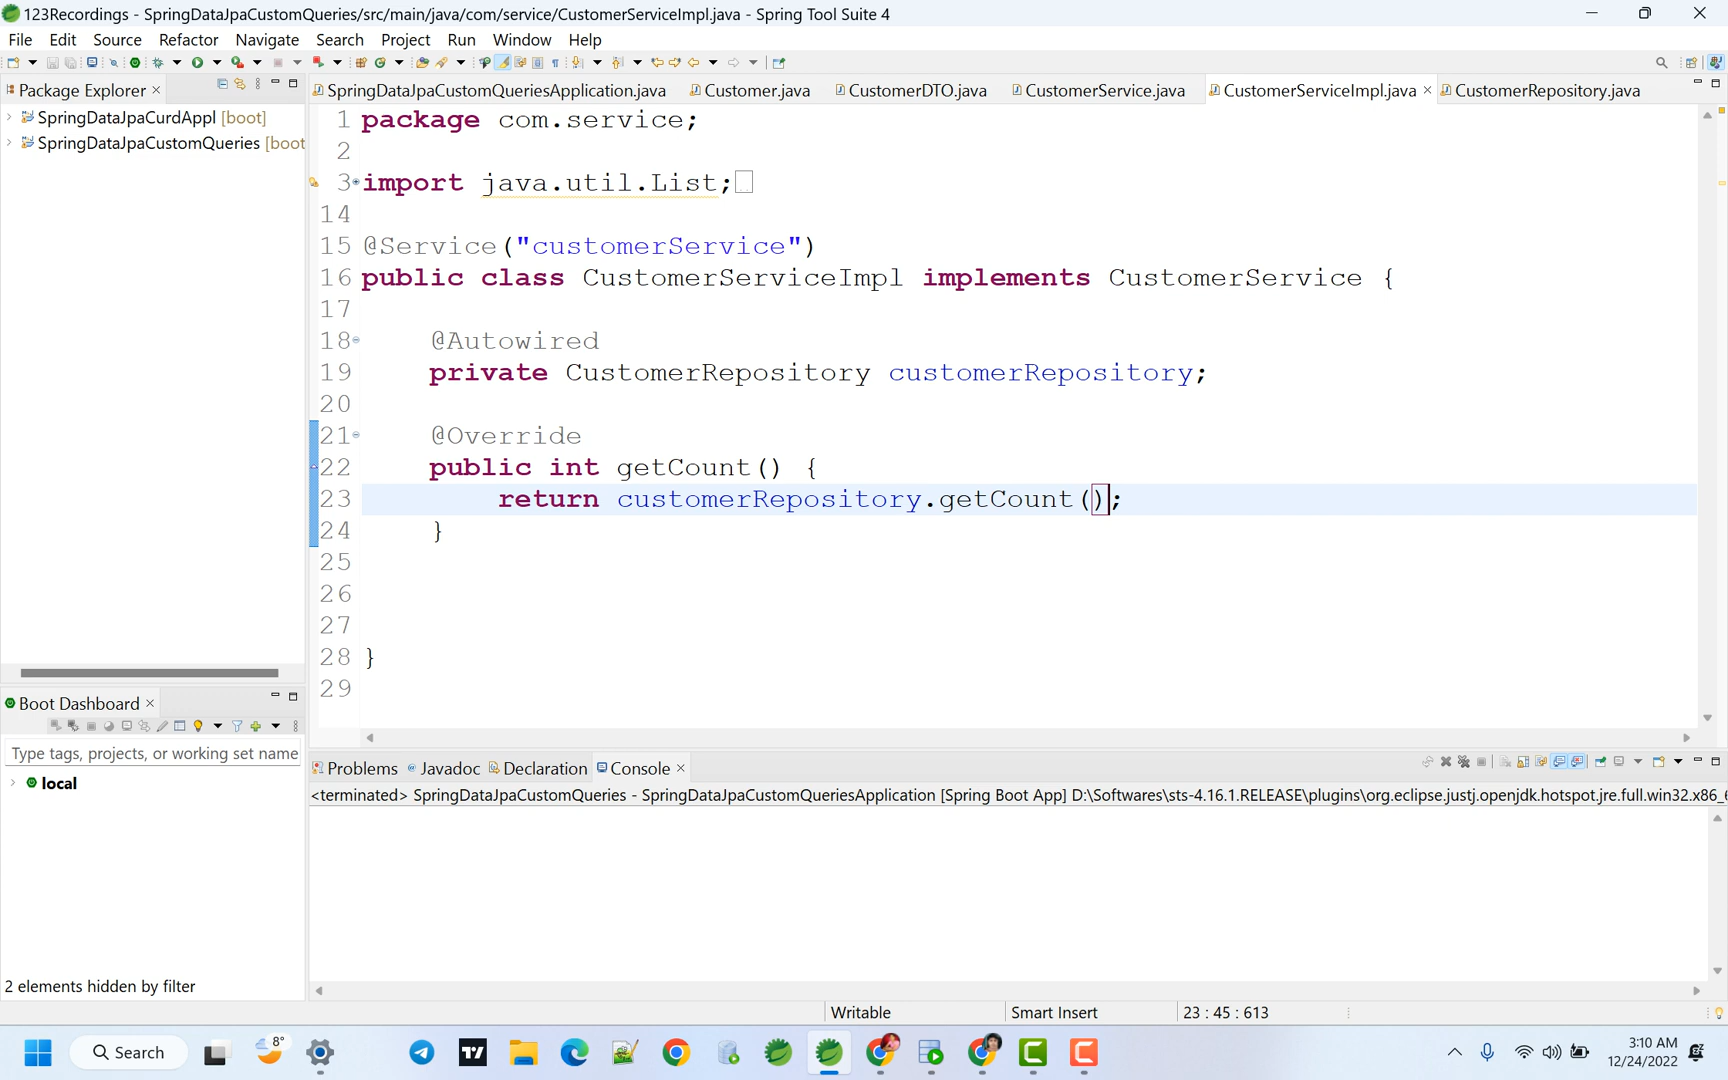 123Recordings - SpringDataJpaCustomQueries/src/main/java/com/service/CustomerServiceImpl.java - Spring Tool Suite 4
File Edit Source Refactor Navigate Search Project Run Window Help
Package Explorer
SpringDataJpaCurdAppl [boot]
SpringDataJpaCustomQueries [boot
SpringDataJpaCustomQueriesApplication.java Customer.java CustomerDTO.java CustomerService.java CustomerServiceImpl.java CustomerRepository.java
1 package com.service;
2
3 import java.util.List;
14
15 @Service("customerService")
16 public class CustomerServiceImpl implements CustomerService {
17
18 @Autowired
19 private CustomerRepository customerRepository;
20
21 @Override
22 public int getCount() {
23 return customerRepository.getCount();
24 }
25
26
27
28 }
29
Boot Dashboard
Type tags, projects, or working set name
local
2 elements hidden by filter
Problems Javadoc Declaration Console
<terminated> SpringDataJpaCustomQueries - SpringDataJpaCustomQueriesApplication [Spring Boot App] D:\Softwares\sts-4.16.1.RELEASE\plugins\org.eclipse.justj.openjdk.hotspot.jre.full.win32.x86_6
Writable Smart Insert 23 : 45 : 613
Search
8°
3:10 AM
12/24/2022